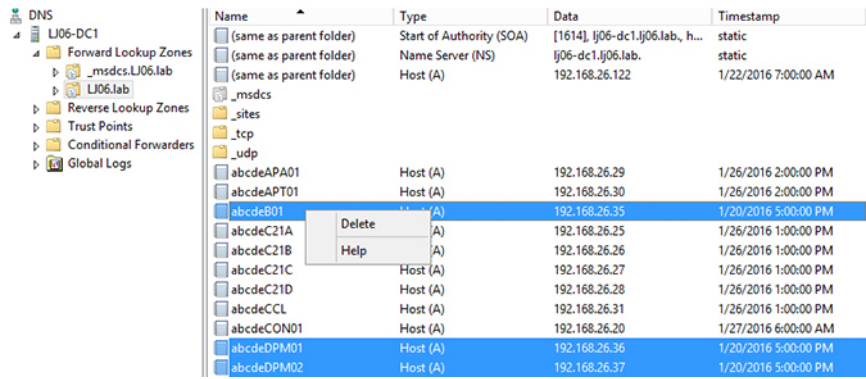 DNS
LJ06-DC1
Forward Lookup Zones
_msdcs.LJ06.lab
LJ06.lab
Reverse Lookup Zones
Trust Points
Conditional Forwarders
Global Logs
Name Type Data Timestamp
(same as parent folder) Start of Authority (SOA) [1614], lj06-dc1.lj06.lab., h... static
(same as parent folder) Name Server (NS) lj06-dc1.lj06.lab. static
(same as parent folder) Host (A) 192.168.26.122 1/22/2016 7:00:00 AM
_msdcs
_sites
_tcp
_udp
abcdeAPA01 Host (A) 192.168.26.29 1/26/2016 2:00:00 PM
abcdeAPT01 Host (A) 192.168.26.30 1/26/2016 2:00:00 PM
abcdeB01 192.168.26.35 1/20/2016 5:00:00 PM
abcdeC21A (A) 192.168.26.25 1/26/2016 1:00:00 PM
abcdeC21B (A) 192.168.26.26 1/26/2016 1:00:00 PM
Delete
Help
abcdeC21C Host (A) 192.168.26.27 1/26/2016 1:00:00 PM
abcdeC21D Host (A) 192.168.26.28 1/26/2016 1:00:00 PM
abcdeCCL Host (A) 192.168.26.31 1/26/2016 1:00:00 PM
abcdeCON01 Host (A) 192.168.26.20 1/27/2016 6:00:00 AM
abcdeDPM01 Host (A) 192.168.26.36 1/20/2016 5:00:00 PM
abcdeDPM02 Host (A) 192.168.26.37 1/20/2016 5:00:00 PM